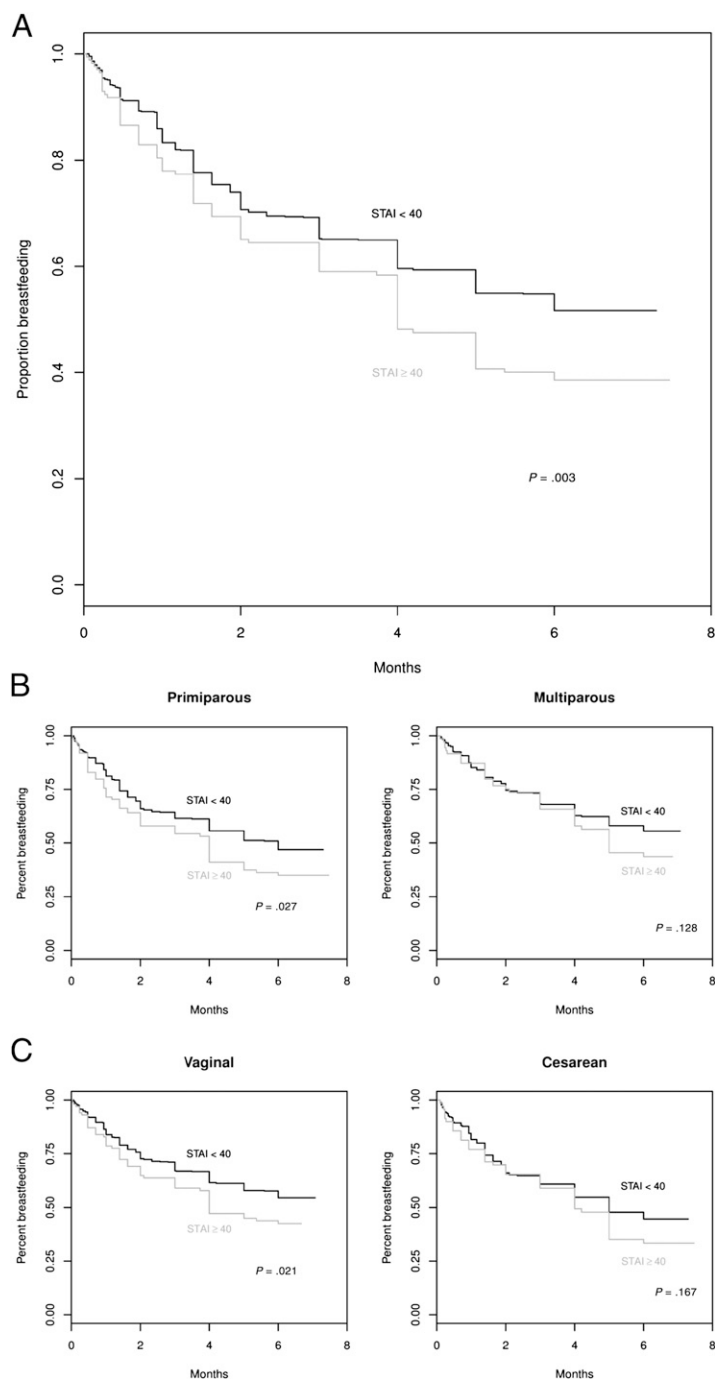 A
Proportion breastfeeding
1.0
0.8
0.6
0.4
0.2
0.0
STAI < 40
STAI ≥ 40
P = .003
0 2 4 6 8
Months
B
Primiparous
Percent breastfeeding
1.00
0.75
0.50
0.25
0.00
STAI < 40
STAI ≥ 40
P = .027
0 2 4 6 8
Months
Multiparous
Percent breastfeeding
1.00
0.75
0.50
0.25
0.00
STAI < 40
STAI ≥ 40
P = .128
0 2 4 6 8
Months
C
Vaginal
Percent breastfeeding
1.00
0.75
0.50
0.25
0.00
STAI < 40
STAI ≥ 40
P = .021
0 2 4 6 8
Months
Cesarean
Percent breastfeeding
1.00
0.75
0.50
0.25
0.00
STAI < 40
STAI ≥ 40
P = .167
0 2 4 6 8
Months